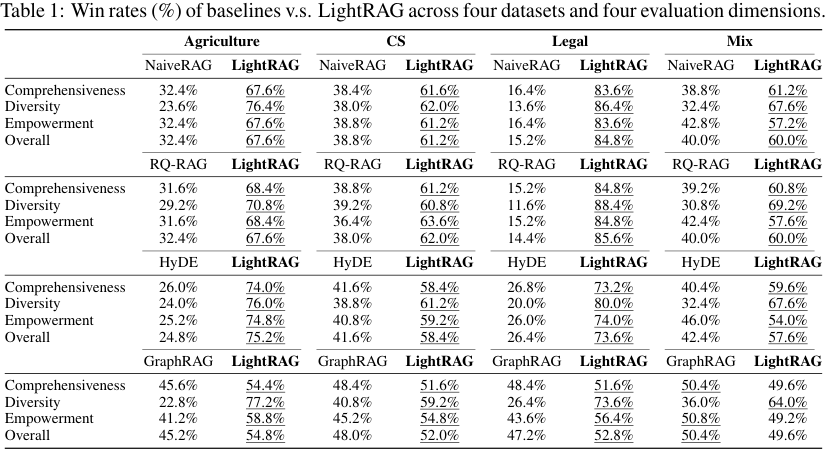 Table 1: Win rates (%) of baselines v.s. LightRAG across four datasets and four evaluation dimensions.
Agriculture CS Legal Mix
NaiveRAG LightRAG NaiveRAG LightRAG NaiveRAG LightRAG NaiveRAG LightRAG
Comprehensiveness 32.4% 67.6% 38.4% 61.6% 16.4% 83.6% 38.8% 61.2%
Diversity 23.6% 76.4% 38.0% 62.0% 13.6% 86.4% 32.4% 67.6%
Empowerment 32.4% 67.6% 38.8% 61.2% 16.4% 83.6% 42.8% 57.2%
Overall 32.4% 67.6% 38.8% 61.2% 15.2% 84.8% 40.0% 60.0%
RQ-RAG LightRAG RQ-RAG LightRAG RQ-RAG LightRAG RQ-RAG LightRAG
Comprehensiveness 31.6% 68.4% 38.8% 61.2% 15.2% 84.8% 39.2% 60.8%
Diversity 29.2% 70.8% 39.2% 60.8% 11.6% 88.4% 30.8% 69.2%
Empowerment 31.6% 68.4% 36.4% 63.6% 15.2% 84.8% 42.4% 57.6%
Overall 32.4% 67.6% 38.0% 62.0% 14.4% 85.6% 40.0% 60.0%
HyDE LightRAG HyDE LightRAG HyDE LightRAG HyDE LightRAG
Comprehensiveness 26.0% 74.0% 41.6% 58.4% 26.8% 73.2% 40.4% 59.6%
Diversity 24.0% 76.0% 38.8% 61.2% 20.0% 80.0% 32.4% 67.6%
Empowerment 25.2% 74.8% 40.8% 59.2% 26.0% 74.0% 46.0% 54.0%
Overall 24.8% 75.2% 41.6% 58.4% 26.4% 73.6% 42.4% 57.6%
GraphRAG LightRAG GraphRAG LightRAG GraphRAG LightRAG GraphRAG LightRAG
Comprehensiveness 45.6% 54.4% 48.4% 51.6% 48.4% 51.6% 50.4% 49.6%
Diversity 22.8% 77.2% 40.8% 59.2% 26.4% 73.6% 36.0% 64.0%
Empowerment 41.2% 58.8% 45.2% 54.8% 43.6% 56.4% 50.8% 49.2%
Overall 45.2% 54.8% 48.0% 52.0% 47.2% 52.8% 50.4% 49.6%